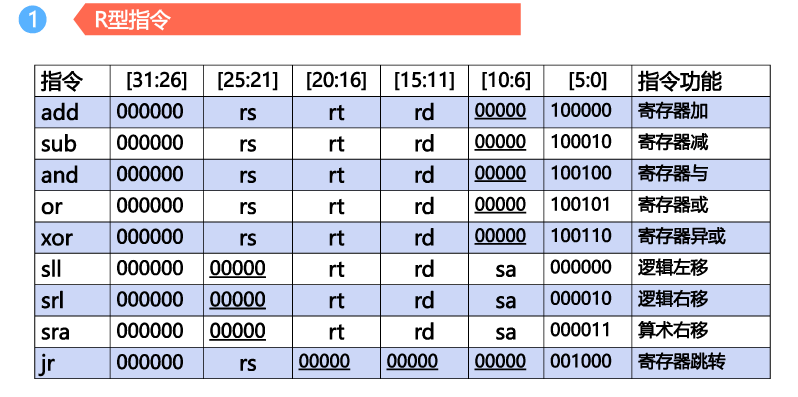 1 R型指令
指令 [31:26] [25:21] [20:16] [15:11] [10:6] [5:0] 指令功能
add 000000 rs rt rd 00000 100000 寄存器加
sub 000000 rs rt rd 00000 100010 寄存器减
and 000000 rs rt rd 00000 100100 寄存器与
or 000000 rs rt rd 00000 100101 寄存器或
xor 000000 rs rt rd 00000 100110 寄存器异或
sll 000000 00000 rt rd sa 000000 逻辑左移
srl 000000 00000 rt rd sa 000010 逻辑右移
sra 000000 00000 rt rd sa 000011 算术右移
jr 000000 rs 00000 00000 00000 001000 寄存器跳转